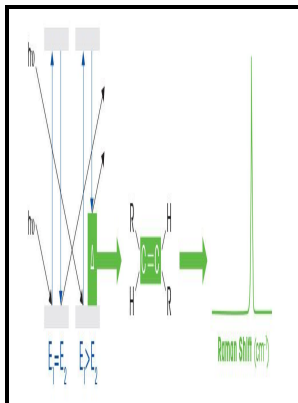 hυ
hυ
Δ
R H
C=C
H R
E₁=E₂ E₁>E₂
Raman Shift (cm⁻¹)